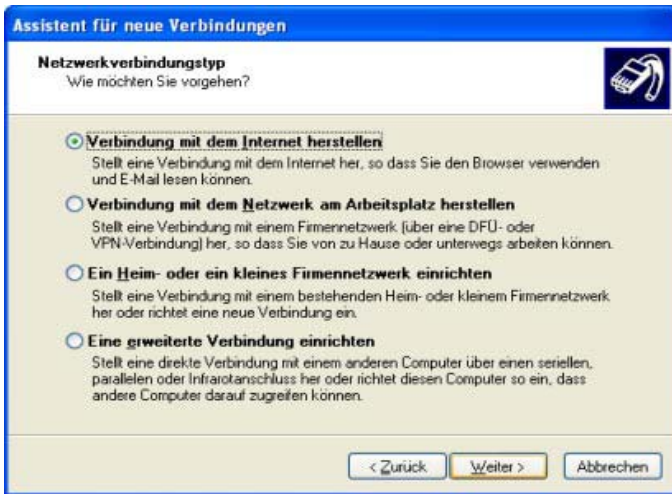 Assistent für neue Verbindungen
Netzwerkverbindungstyp
Wie möchten Sie vorgehen?
Verbindung mit dem Internet herstellen
Stellt eine Verbindung mit dem Internet her, so dass Sie den Browser verwenden
und E-Mail lesen können.
Verbindung mit dem Netzwerk am Arbeitsplatz herstellen
Stellt eine Verbindung mit einem Firmennetzwerk (über eine DFÜ- oder
VPN-Verbindung) her, so dass Sie von zu Hause oder unterwegs arbeiten können.
Ein Heim- oder ein kleines Firmennetzwerk einrichten
Stellt eine Verbindung mit einem bestehenden Heim- oder kleinem Firmennetzwerk
her oder richtet eine neue Verbindung ein.
Eine erweiterte Verbindung einrichten
Stellt eine direkte Verbindung mit einem anderen Computer über einen seriellen,
parallelen oder Infrarotanschluss her oder richtet diesen Computer so ein, dass
andere Computer darauf zugreifen können.
< Zurück Weiter > Abbrechen